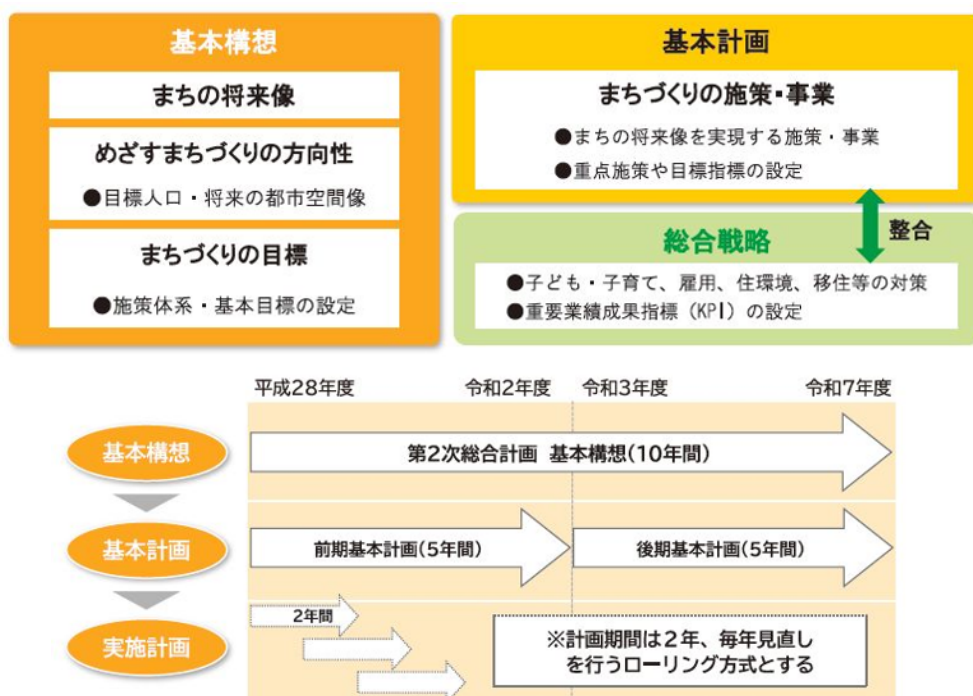 基本構想
まちの将来像
めざすまちづくりの方向性
●目標人口・将来の都市空間像
まちづくりの目標
●施策体系・基本目標の設定
基本計画
まちづくりの施策・事業
●まちの将来像を実現する施策・事業
●重点施策や目標指標の設定
整合
総合戦略
●子ども・子育て、雇用、住環境、移住等の対策
●重要業績成果指標（KPI）の設定
平成28年度 令和2年度 令和3年度 令和7年度
基本構想
第2次総合計画 基本構想(10年間)
基本計画
前期基本計画(5年間) 後期基本計画(5年間)
実施計画
2年間
※計画期間は2年、毎年見直し
を行うローリング方式とする